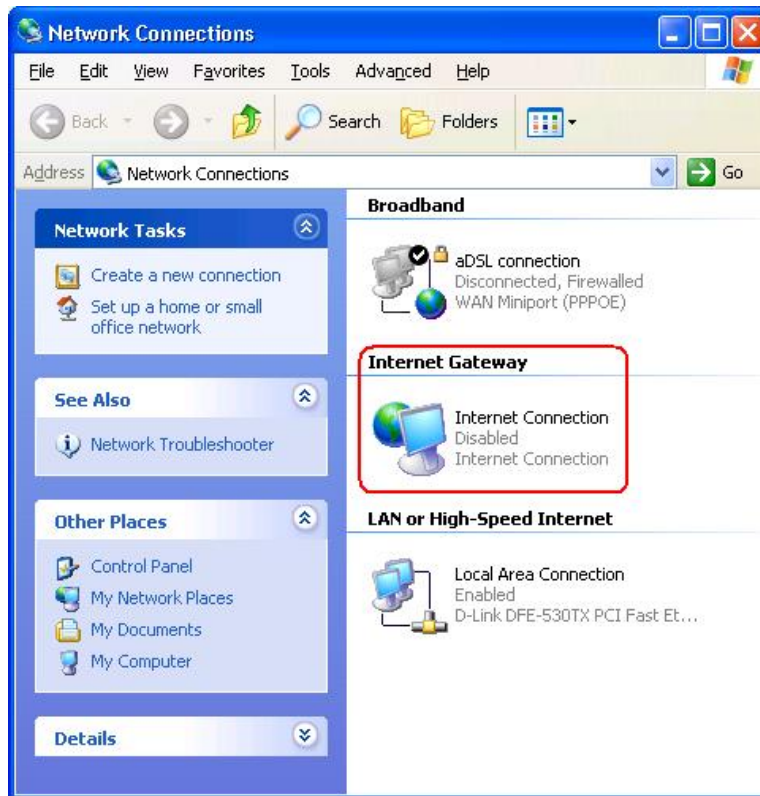 Network Connections
File Edit View Favorites Tools Advanced Help
Back Search Folders
Address Network Connections Go
Network Tasks
Create a new connection
Set up a home or small
office network
See Also
Network Troubleshooter
Other Places
Control Panel
My Network Places
My Documents
My Computer
Details
Broadband
aDSL connection
Disconnected, Firewalled
WAN Miniport (PPPOE)
Internet Gateway
Internet Connection
Disabled
Internet Connection
LAN or High-Speed Internet
Local Area Connection
Enabled
D-Link DFE-530TX PCI Fast Et...